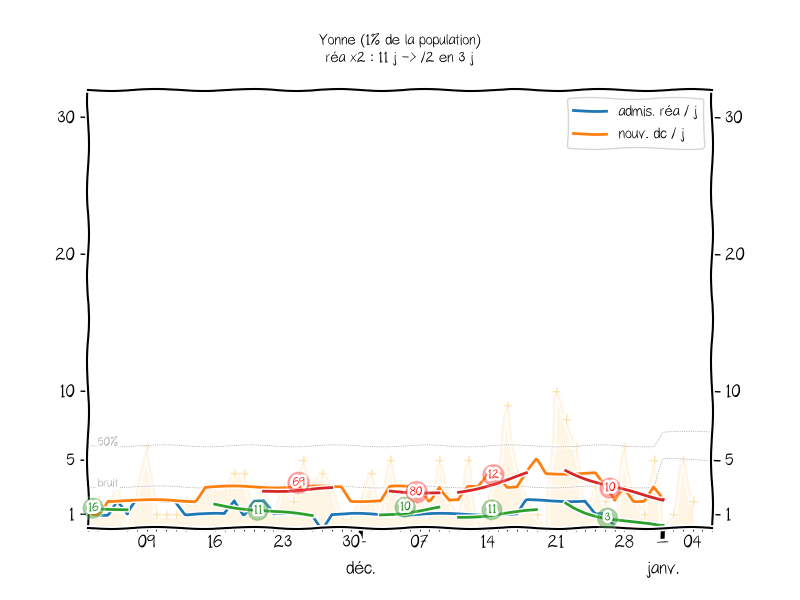 Yonne (1% de la population)
réa x2 : 11 j -> /2 en 3 j
admis. réa / j
nouv. dc / j
30 30
20 20
10 10
50%
5 5
bruit
1 1
69 12 80 10
16 11 10 11 3
09 16 23 30 07 14 21 28 04
déc. janv.